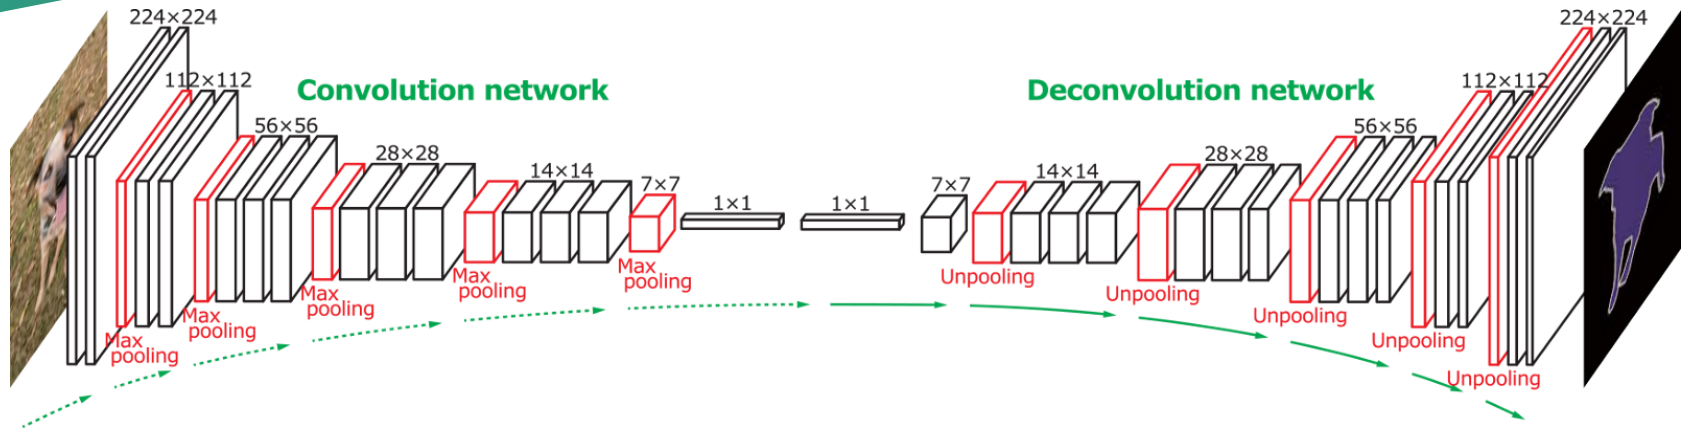 224×224
112×112
Convolution network
56×56
28×28
14×14
7×7
1×1
Max
pooling
Max
pooling
Max
pooling
Max
pooling
Max
pooling
1×1
7×7
14×14
28×28
56×56
112×112
224×224
Deconvolution network
Unpooling
Unpooling
Unpooling
Unpooling
Unpooling